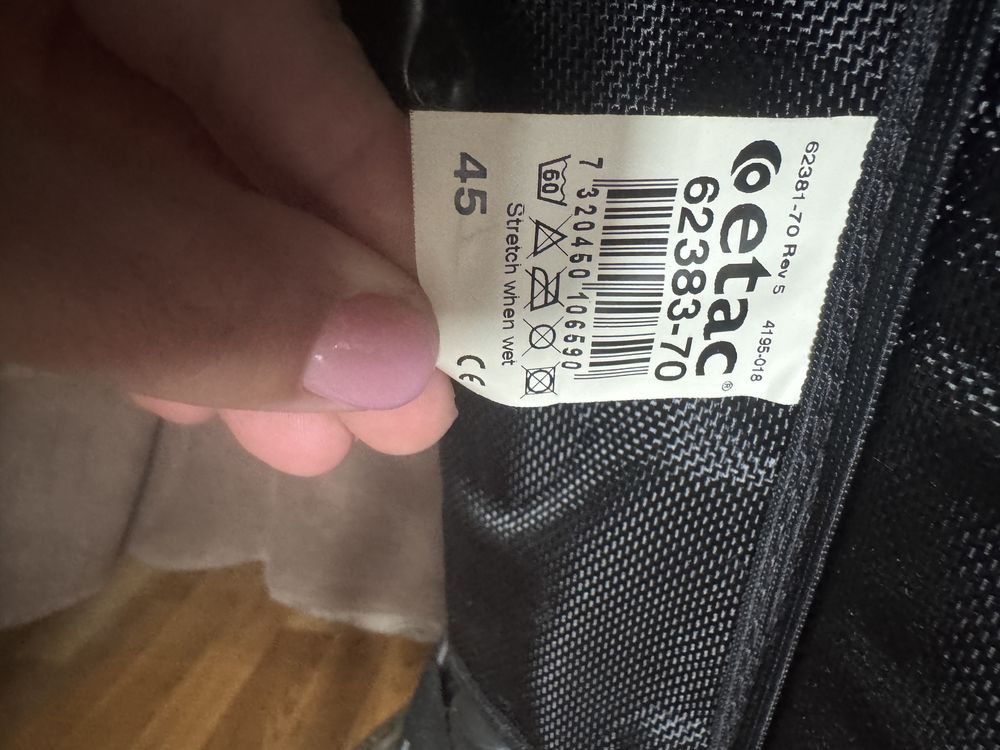 62381-70 Rev 5 4195-018
etac®
62383-70
7 320450 106590
60
Stretch when wet
45 CE